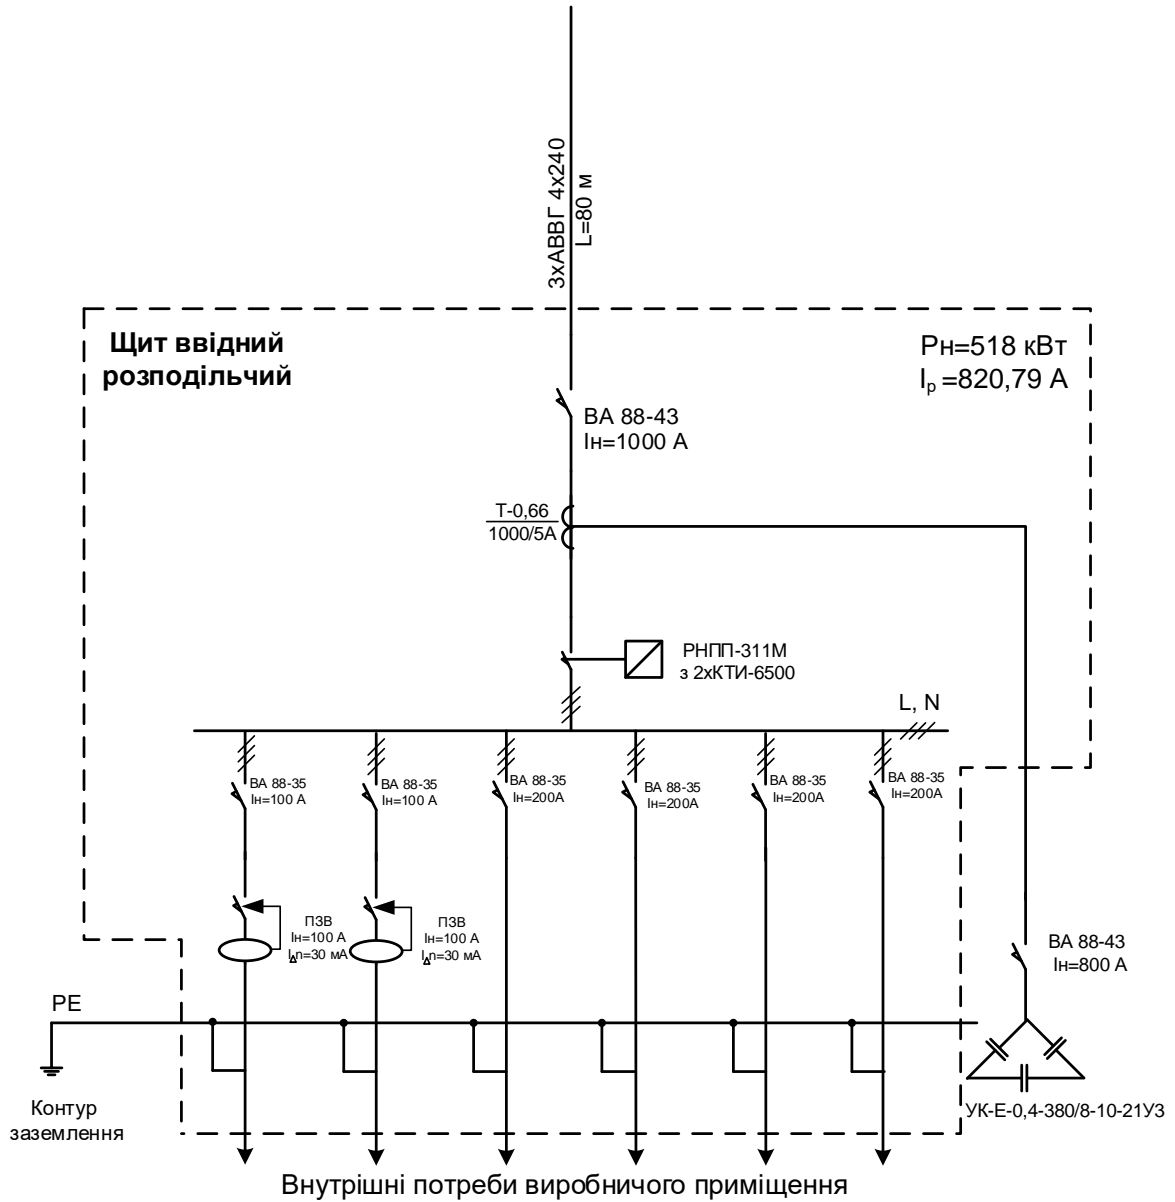 3хАВВГ 4х240
L=80 м
Щит ввідний
розподільчий
Рн=518 кВт
Iр =820,79 А
ВА 88-43
Iн=1000 А
Т-0,66
1000/5А
РНПП-311М
з 2хКТИ-6500
L, N
ВА 88-35
Iн=100 А
ВА 88-35
Iн=100 А
ВА 88-35
Iн=200А
ВА 88-35
Iн=200А
ВА 88-35
Iн=200А
ВА 88-35
Iн=200А
ПЗВ
Iн=100 А
I∆n=30 мА
ПЗВ
Iн=100 А
I∆n=30 мА
ВА 88-43
Iн=800 А
PE
Контур
заземлення
УК-Е-0,4-380/8-10-21У3
Внутрішні потреби виробничого приміщення